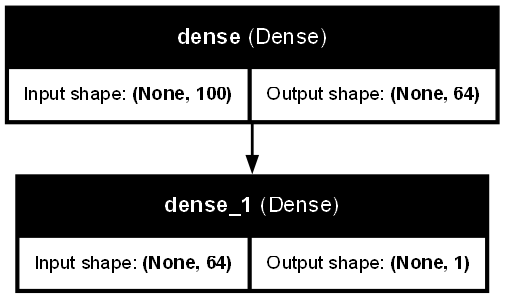 dense (Dense)
Input shape: (None, 100) Output shape: (None, 64)
dense_1 (Dense)
Input shape: (None, 64) Output shape: (None, 1)